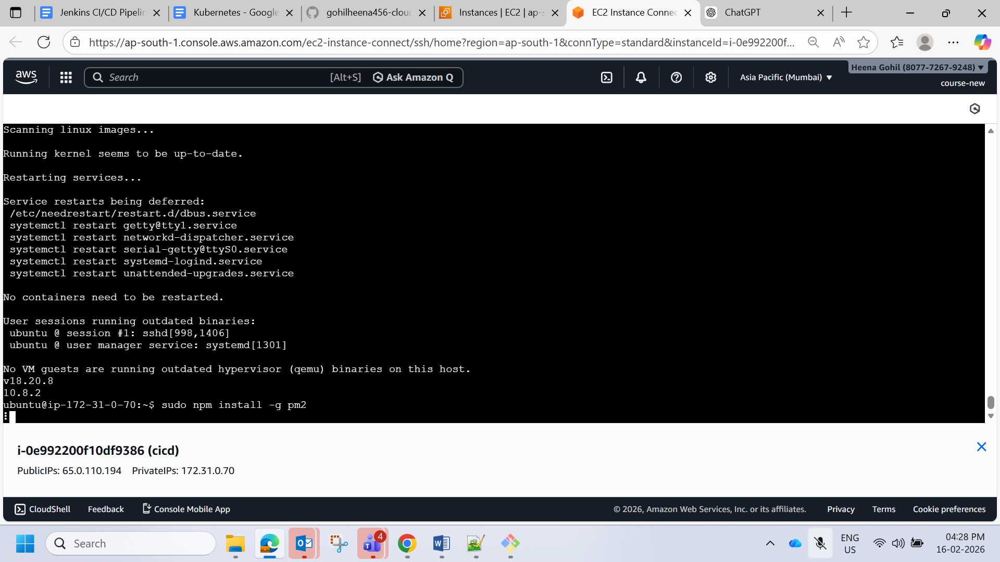 Jenkins CI/CD Pipelin
Kubernetes - Google
gohilheena456-cloud
Instances | EC2 | ap-s
EC2 Instance Connec
ChatGPT
https://ap-south-1.console.aws.amazon.com/ec2-instance-connect/ssh/home?region=ap-south-1&connType=standard&instanceId=i-0e992200f...
aws
Search
[Alt+S]
Ask Amazon Q
Asia Pacific (Mumbai)
Heena Gohil (8077-7267-9248)
course-new
Scanning linux images...
Running kernel seems to be up-to-date.
Restarting services...
Service restarts being deferred:
/etc/needrestart/restart.d/dbus.service
systemctl restart getty@tty1.service
systemctl restart networkd-dispatcher.service
systemctl restart serial-getty@ttyS0.service
systemctl restart systemd-logind.service
systemctl restart unattended-upgrades.service
No containers need to be restarted.
User sessions running outdated binaries:
ubuntu @ session #1: sshd[998,1406]
ubuntu @ user manager service: systemd[1301]
No VM guests are running outdated hypervisor (qemu) binaries on this host.
v18.20.8
10.8.2
ubuntu@ip-172-31-0-70:~$ sudo npm install -g pm2
i-0e992200f10df9386 (cicd)
PublicIPs: 65.0.110.194 PrivateIPs: 172.31.0.70
CloudShell
Feedback
Console Mobile App
© 2026, Amazon Web Services, Inc. or its affiliates.
Privacy
Terms
Cookie preferences
Search
4
ENG
US
04:28 PM
16-02-2026